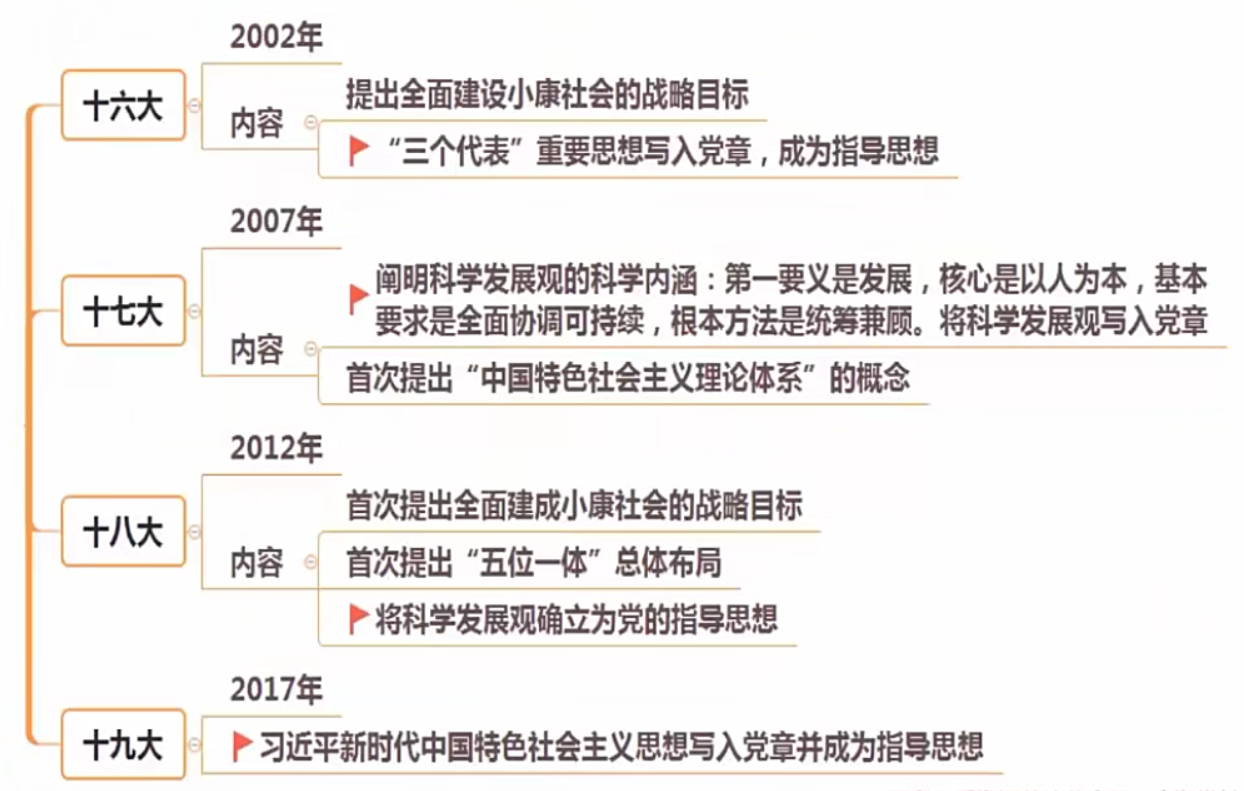 十六大
2002年
内容
提出全面建设小康社会的战略目标
“三个代表”重要思想写入党章，成为指导思想
十七大
2007年
内容
阐明科学发展观的科学内涵：第一要义是发展，核心是以人为本，基本
要求是全面协调可持续，根本方法是统筹兼顾。将科学发展观写入党章
首次提出“中国特色社会主义理论体系”的概念
十八大
2012年
内容
首次提出全面建成小康社会的战略目标
首次提出“五位一体”总体布局
将科学发展观确立为党的指导思想
十九大
2017年
习近平新时代中国特色社会主义思想写入党章并成为指导思想